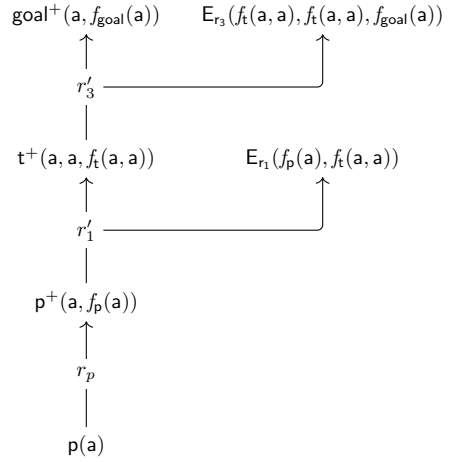 goal⁺(a, f_goal(a)) E_r₃(f_t(a, a), f_t(a, a), f_goal(a))
r′₃
t⁺(a, a, f_t(a, a)) E_r₁(f_p(a), f_t(a, a))
r′₁
p⁺(a, f_p(a))
r_p
p(a)